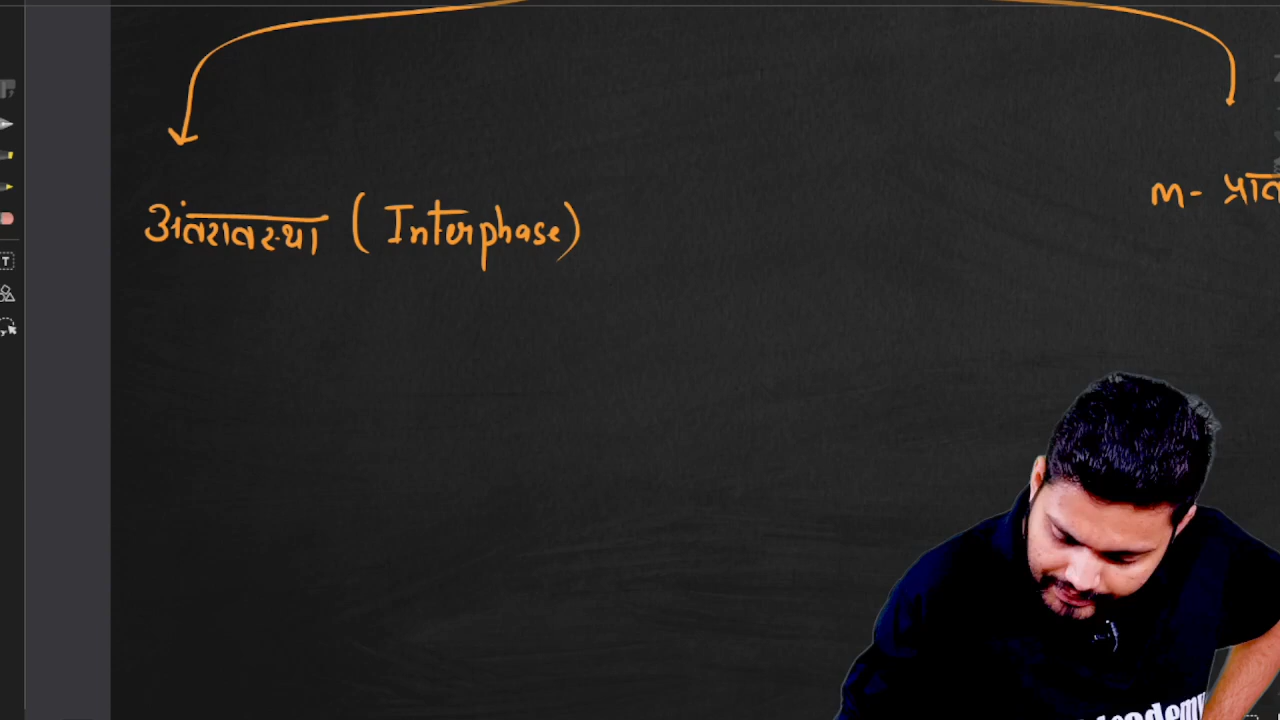 अंतरावस्था ( Interphase )
m-